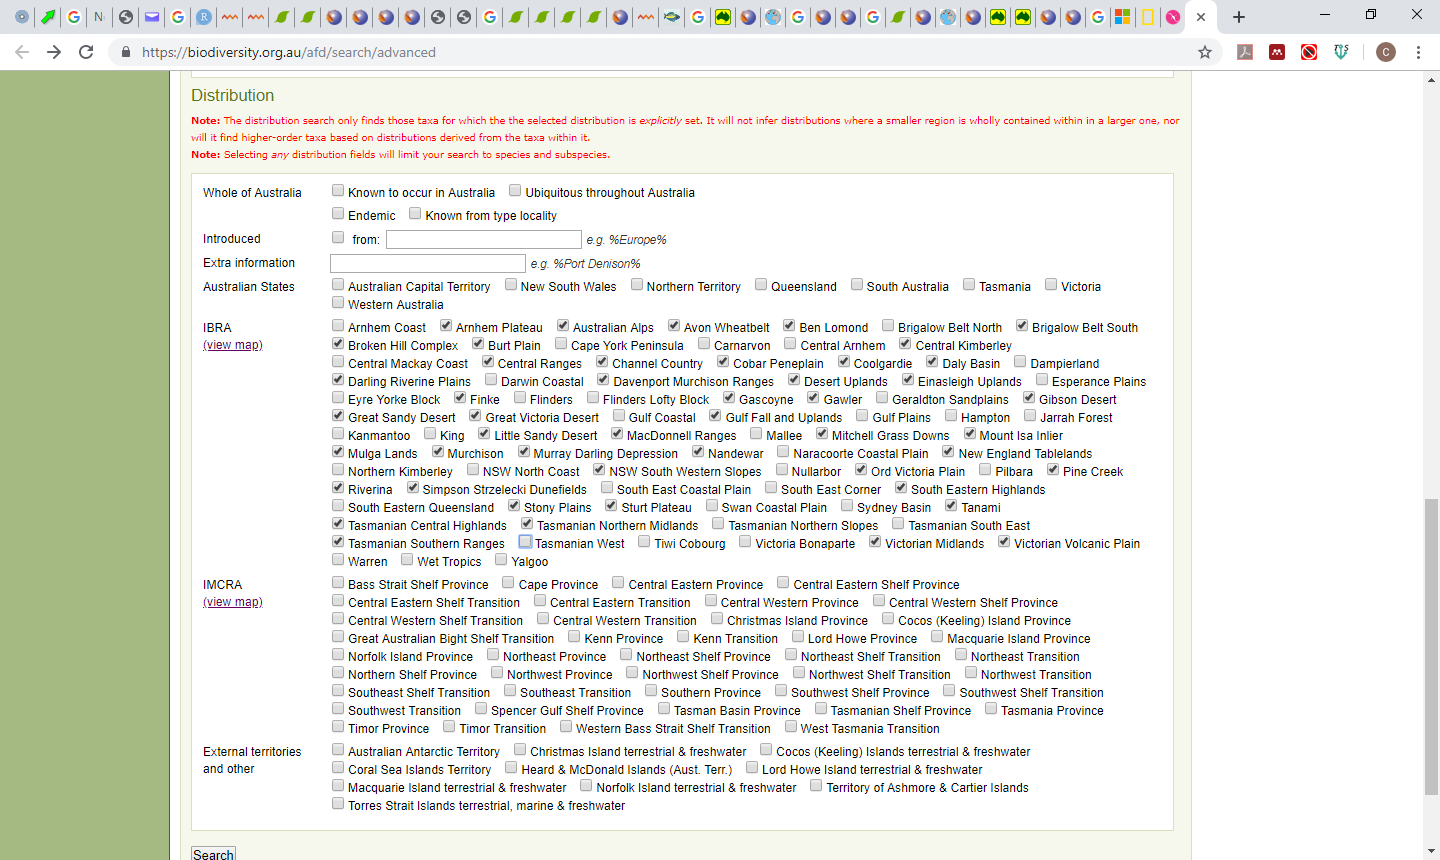 https://biodiversity.org.au/afd/search/advanced
C
Distribution
Note: The distribution search only finds those taxa for which the the selected distribution is explicitly set. It will not infer distributions where a smaller region is wholly contained within in a larger one, nor
will it find higher-order taxa based on distributions derived from the taxa within it.
Note: Selecting any distribution fields will limit your search to species and subspecies.
Whole of Australia Known to occur in Australia Ubiquitous throughout Australia
Endemic Known from type locality
Introduced from: e.g. %Europe%
Extra information e.g. %Port Denison%
Australian States Australian Capital Territory New South Wales Northern Territory Queensland South Australia Tasmania Victoria
Western Australia
IBRA Arnhem Coast Arnhem Plateau Australian Alps Avon Wheatbelt Ben Lomond Brigalow Belt North Brigalow Belt South
(view map) Broken Hill Complex Burt Plain Cape York Peninsula Carnarvon Central Arnhem Central Kimberley
Central Mackay Coast Central Ranges Channel Country Cobar Peneplain Coolgardie Daly Basin Dampierland
Darling Riverine Plains Darwin Coastal Davenport Murchison Ranges Desert Uplands Einasleigh Uplands Esperance Plains
Eyre Yorke Block Finke Flinders Flinders Lofty Block Gascoyne Gawler Geraldton Sandplains Gibson Desert
Great Sandy Desert Great Victoria Desert Gulf Coastal Gulf Fall and Uplands Gulf Plains Hampton Jarrah Forest
Kanmantoo King Little Sandy Desert MacDonnell Ranges Mallee Mitchell Grass Downs Mount Isa Inlier
Mulga Lands Murchison Murray Darling Depression Nandewar Naracoorte Coastal Plain New England Tablelands
Northern Kimberley NSW North Coast NSW South Western Slopes Nullarbor Ord Victoria Plain Pilbara Pine Creek
Riverina Simpson Strzelecki Dunefields South East Coastal Plain South East Corner South Eastern Highlands
South Eastern Queensland Stony Plains Sturt Plateau Swan Coastal Plain Sydney Basin Tanami
Tasmanian Central Highlands Tasmanian Northern Midlands Tasmanian Northern Slopes Tasmanian South East
Tasmanian Southern Ranges Tasmanian West Tiwi Cobourg Victoria Bonaparte Victorian Midlands Victorian Volcanic Plain
Warren Wet Tropics Yalgoo
IMCRA Bass Strait Shelf Province Cape Province Central Eastern Province Central Eastern Shelf Province
(view map) Central Eastern Shelf Transition Central Eastern Transition Central Western Province Central Western Shelf Province
Central Western Shelf Transition Central Western Transition Christmas Island Province Cocos (Keeling) Island Province
Great Australian Bight Shelf Transition Kenn Province Kenn Transition Lord Howe Province Macquarie Island Province
Norfolk Island Province Northeast Province Northeast Shelf Province Northeast Shelf Transition Northeast Transition
Northern Shelf Province Northwest Province Northwest Shelf Province Northwest Shelf Transition Northwest Transition
Southeast Shelf Transition Southeast Transition Southern Province Southwest Shelf Province Southwest Shelf Transition
Southwest Transition Spencer Gulf Shelf Province Tasman Basin Province Tasmanian Shelf Province Tasmania Province
Timor Province Timor Transition Western Bass Strait Shelf Transition West Tasmania Transition
External territories Australian Antarctic Territory Christmas Island terrestrial & freshwater Cocos (Keeling) Islands terrestrial & freshwater
and other Coral Sea Islands Territory Heard & McDonald Islands (Aust. Terr.) Lord Howe Island terrestrial & freshwater
Macquarie Island terrestrial & freshwater Norfolk Island terrestrial & freshwater Territory of Ashmore & Cartier Islands
Torres Strait Islands terrestrial, marine & freshwater
Search